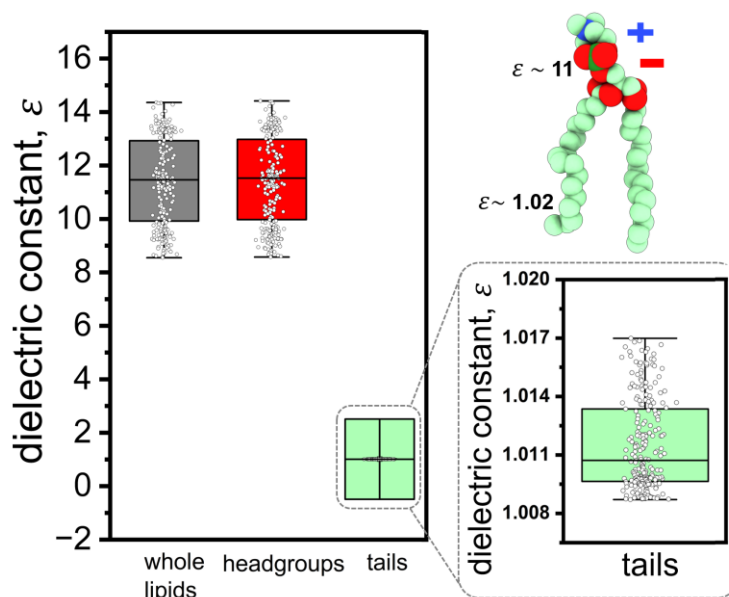 dielectric constant, ε
16
14
12
10
8
6
4
2
0
−2
whole
lipids
headgroups
tails
+
−
ε ~ 11
ε~ 1.02
dielectric constant, ε
1.020
1.017
1.014
1.011
1.008
tails